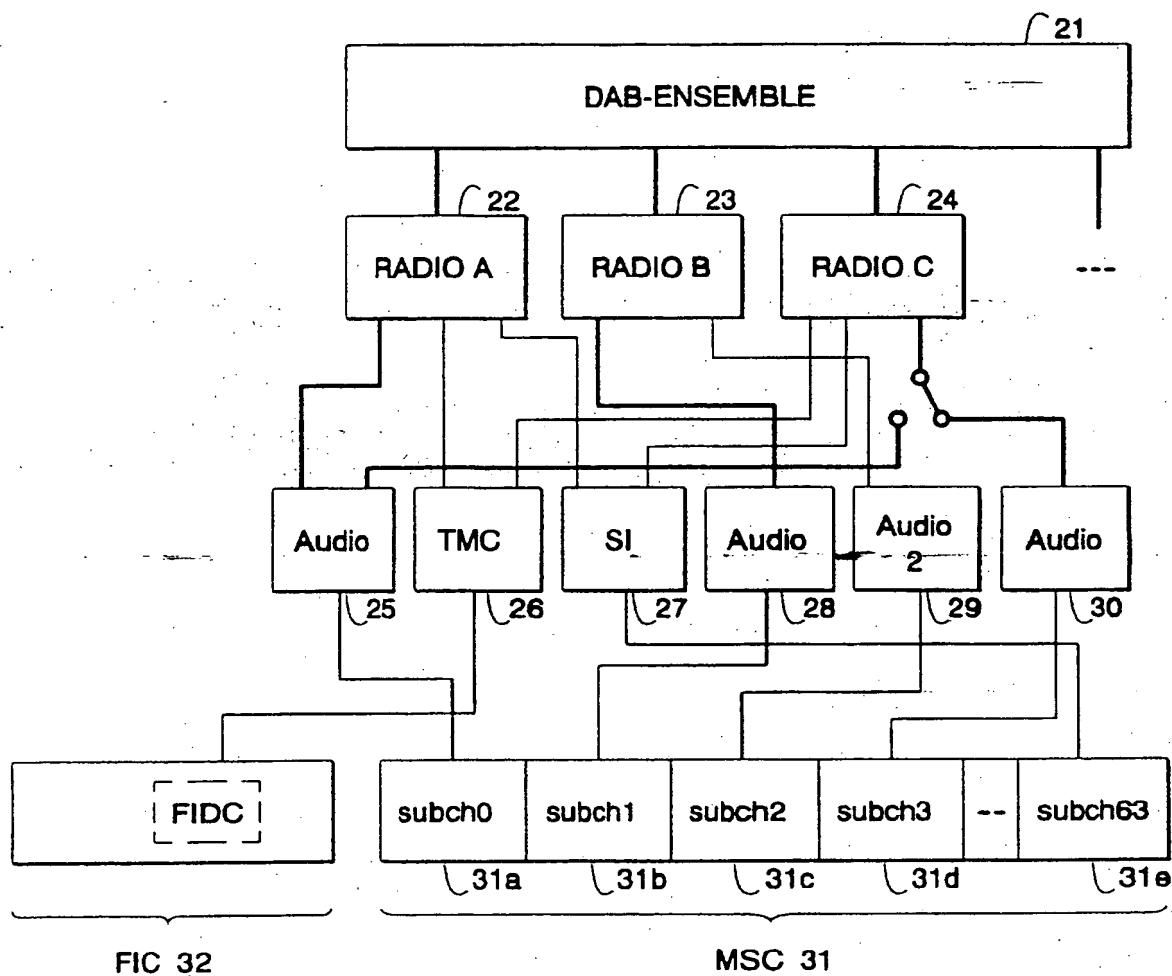 21
DAB-ENSEMBLE
22 23 24
RADIO A RADIO B RADIO C ---
Audio TMC SI Audio Audio 2 Audio
25 26 27 28 29 30
FIDC subch0 subch1 subch2 subch3 -- subch63
31a 31b 31c 31d 31e
FIC 32 MSC 31